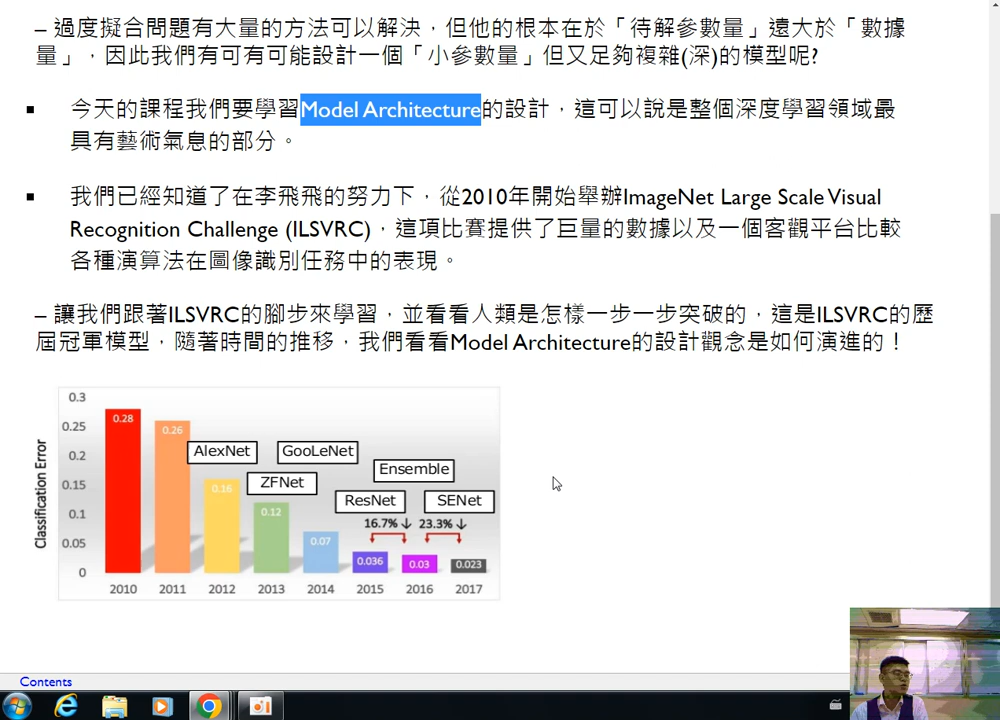 – 過度擬合問題有大量的方法可以解決，但他的根本在於「待解參數量」遠大於「數據
量」，因此我們有可有可能設計一個「小參數量」但又足夠複雜(深)的模型呢?
▪ 今天的課程我們要學習Model Architecture的設計，這可以說是整個深度學習領域最
具有藝術氣息的部分。
▪ 我們已經知道了在李飛飛的努力下，從2010年開始舉辦ImageNet Large Scale Visual
Recognition Challenge (ILSVRC)，這項比賽提供了巨量的數據以及一個客觀平台比較
各種演算法在圖像識別任務中的表現。
– 讓我們跟著ILSVRC的腳步來學習，並看看人類是怎樣一步一步突破的，這是ILSVRC的歷
屆冠軍模型，隨著時間的推移，我們看看Model Architecture的設計觀念是如何演進的！
Classification Error
0.3
0.25
0.2
0.15
0.1
0.05
0
0.28
0.26
0.16
0.12
0.07
0.036
0.03
0.023
AlexNet
GooLeNet
ZFNet
Ensemble
ResNet
SENet
16.7% ↓
23.3% ↓
2010 2011 2012 2013 2014 2015 2016 2017
Contents